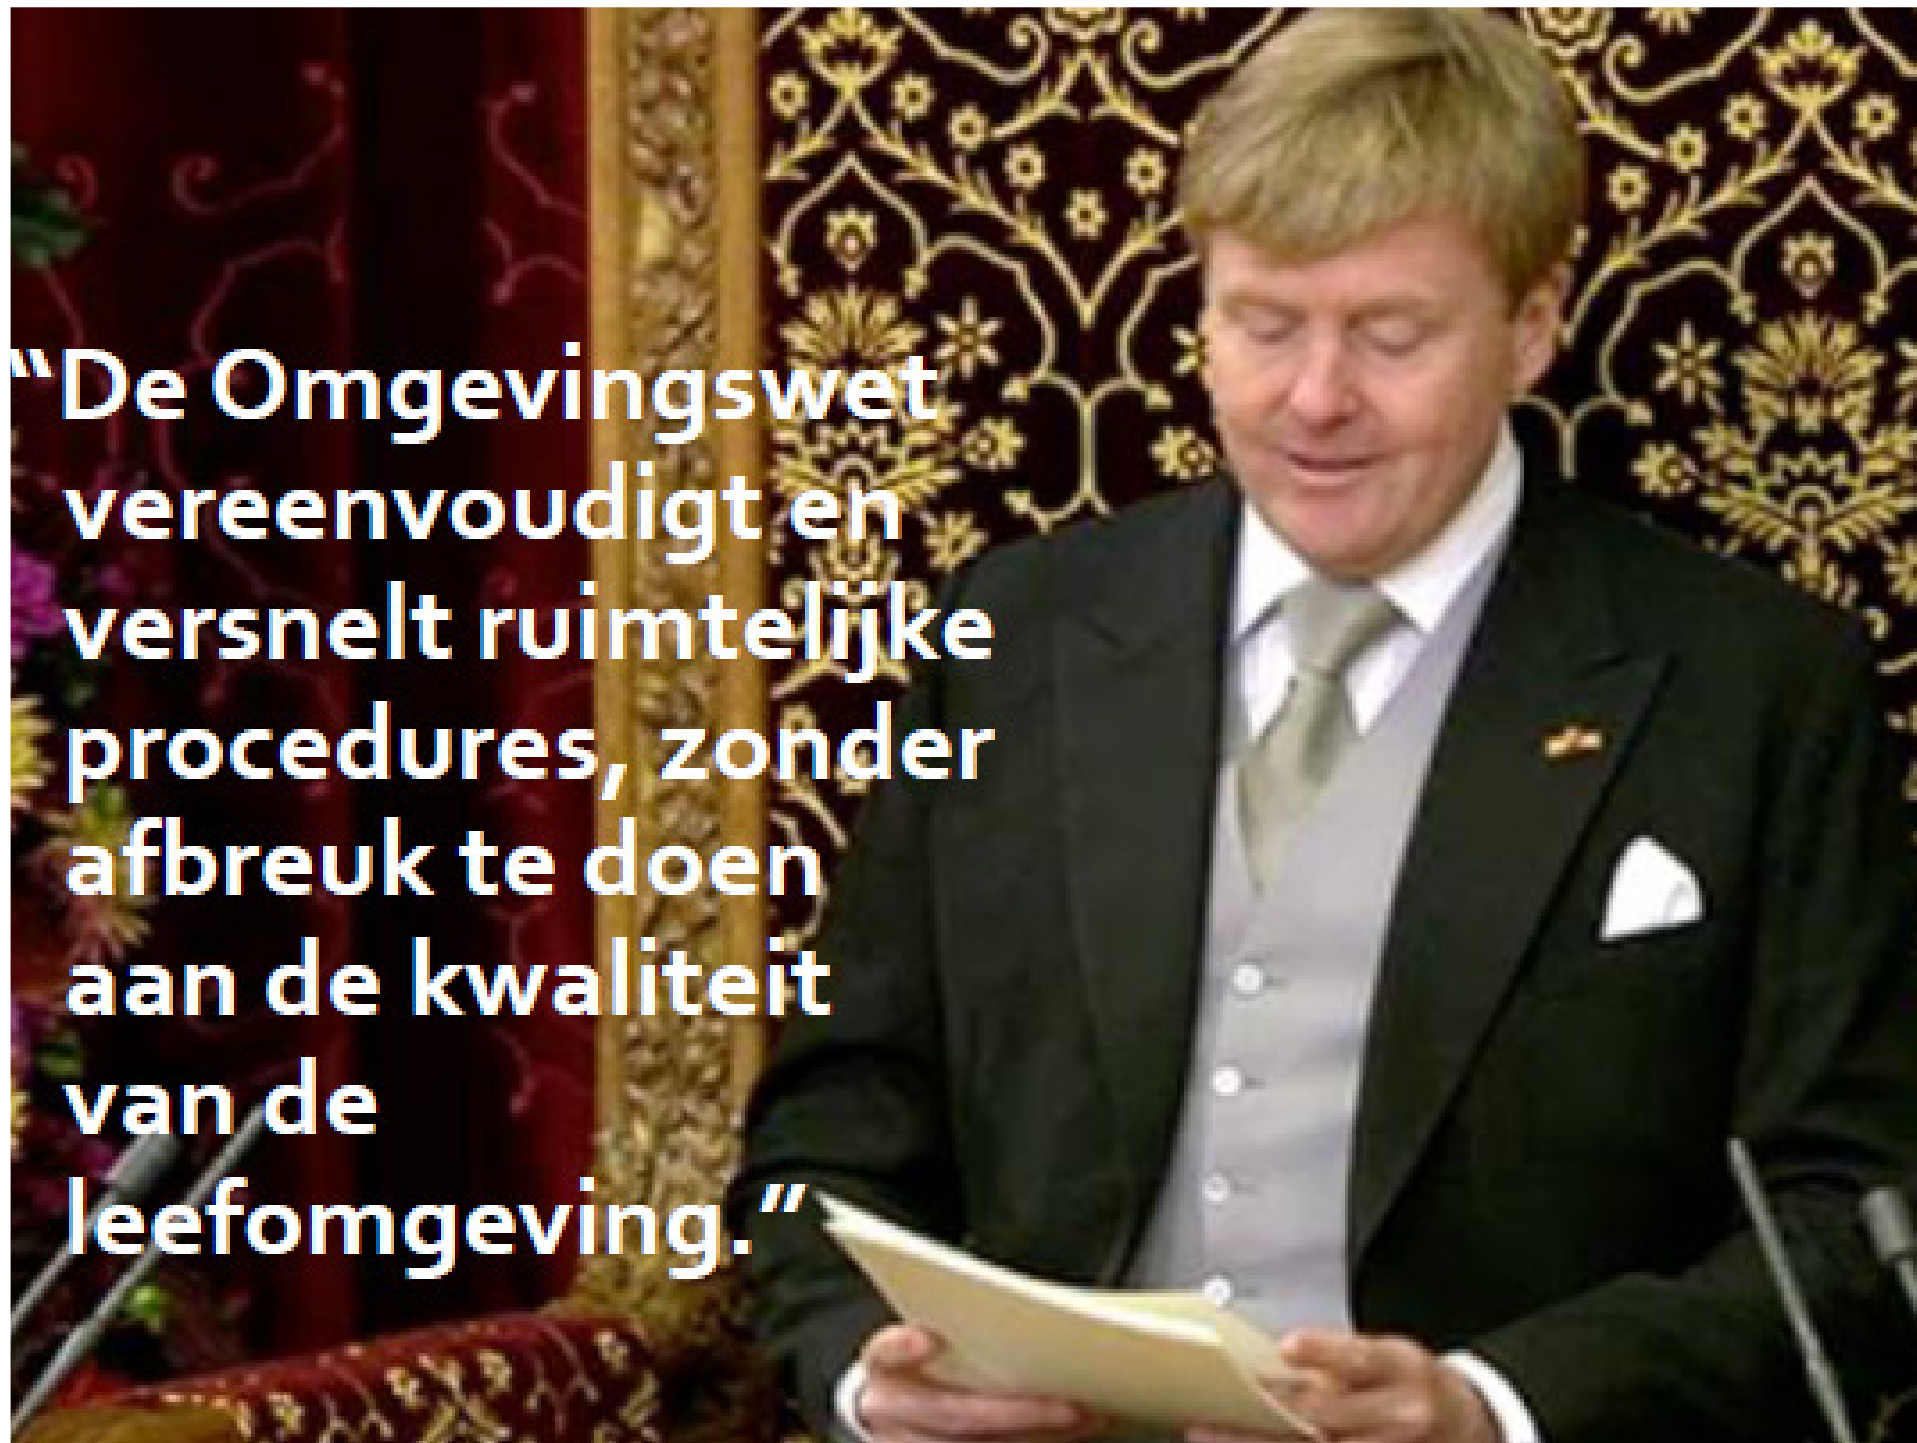 “De Omgevingswet
vereenvoudigt en
versnelt ruimtelijke
procedures, zonder
afbreuk te doen
aan de kwaliteit
van de
leefomgeving.”